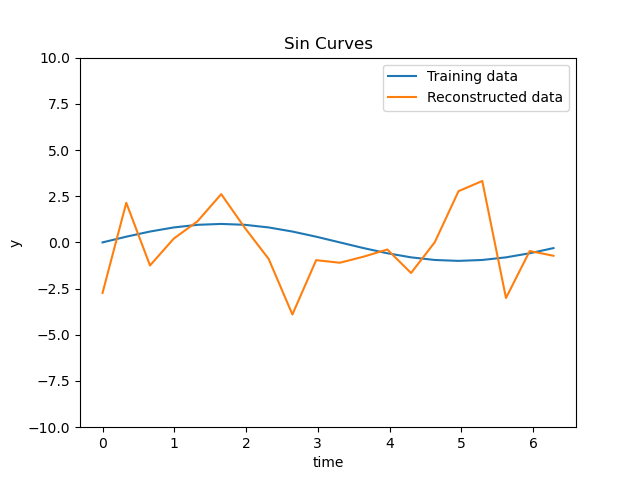 Sin Curves
Training data
Reconstructed data
10.0
7.5
5.0
2.5
0.0
−2.5
−5.0
−7.5
−10.0
y
0 1 2 3 4 5 6
time